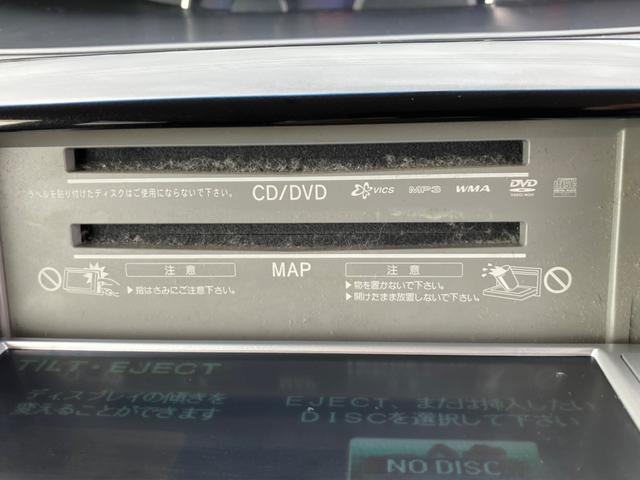 ラベルを貼り付けたディスクはご使用にならないで下さい。
CD/DVD VICS MP3 WMA DVD
注意 MAP 注意
▶指はさみにご注意下さい。
▶物を置かないで下さい。
▶開けたまま放置しないで下さい。
TILT・EJECT
ディスプレイの傾きを
変えることができます
EJECT、または挿入したい
DISCを選択して下さい
NO DISC